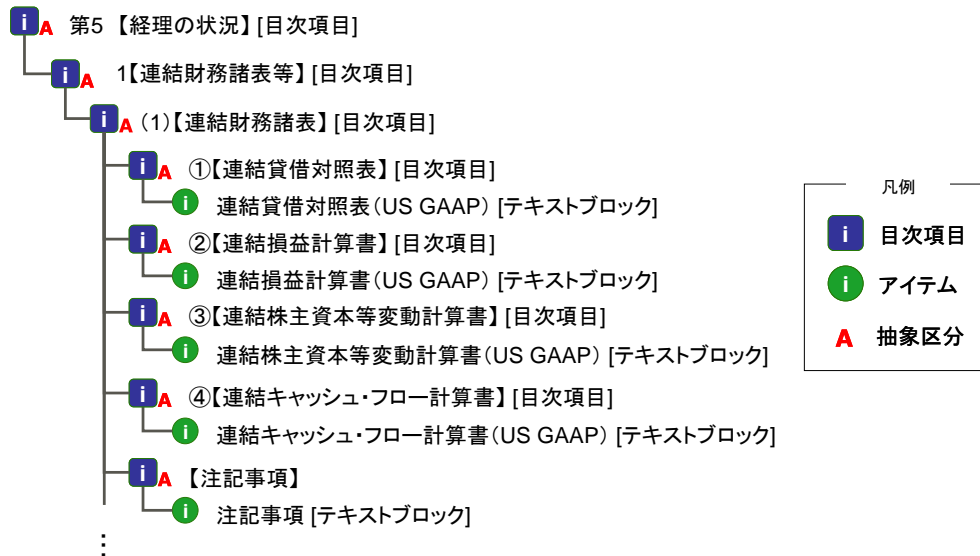 i A 第5 【経理の状況】 [目次項目]
i A 1【連結財務諸表等】 [目次項目]
i A (1)【連結財務諸表】 [目次項目]
i A ①【連結貸借対照表】 [目次項目]
i 連結貸借対照表(US GAAP) [テキストブロック]
i A ②【連結損益計算書】 [目次項目]
i 連結損益計算書(US GAAP) [テキストブロック]
i A ③【連結株主資本等変動計算書】 [目次項目]
i 連結株主資本等変動計算書(US GAAP) [テキストブロック]
i A ④【連結キャッシュ・フロー計算書】 [目次項目]
i 連結キャッシュ・フロー計算書(US GAAP) [テキストブロック]
i A 【注記事項】
i 注記事項 [テキストブロック]
⋮
凡例
i 目次項目
i アイテム
A 抽象区分